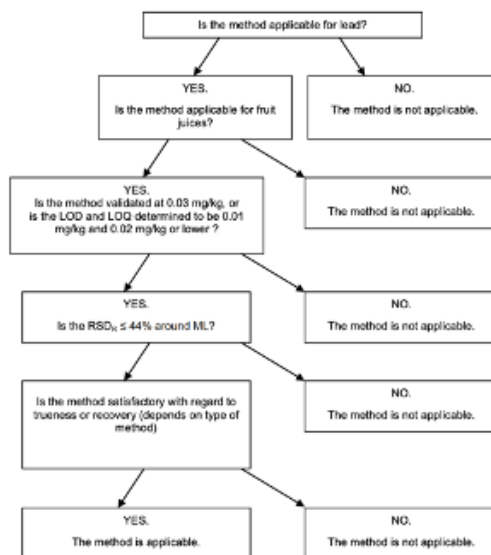 Is the method applicable for lead?
YES.
Is the method applicable for fruit
juices?
NO.
The method is not applicable.
YES.
Is the method validated at 0.03 mg/kg, or
is the LOD and LOQ determined to be 0.01
mg/kg and 0.02 mg/kg or lower ?
NO.
The method is not applicable.
YES.
Is the RSDR ≤ 44% around ML?
NO.
The method is not applicable.
Is the method satisfactory with regard to
trueness or recovery (depends on type of
method)
NO.
The method is not applicable.
YES.
The method is applicable.
NO.
The method is not applicable.